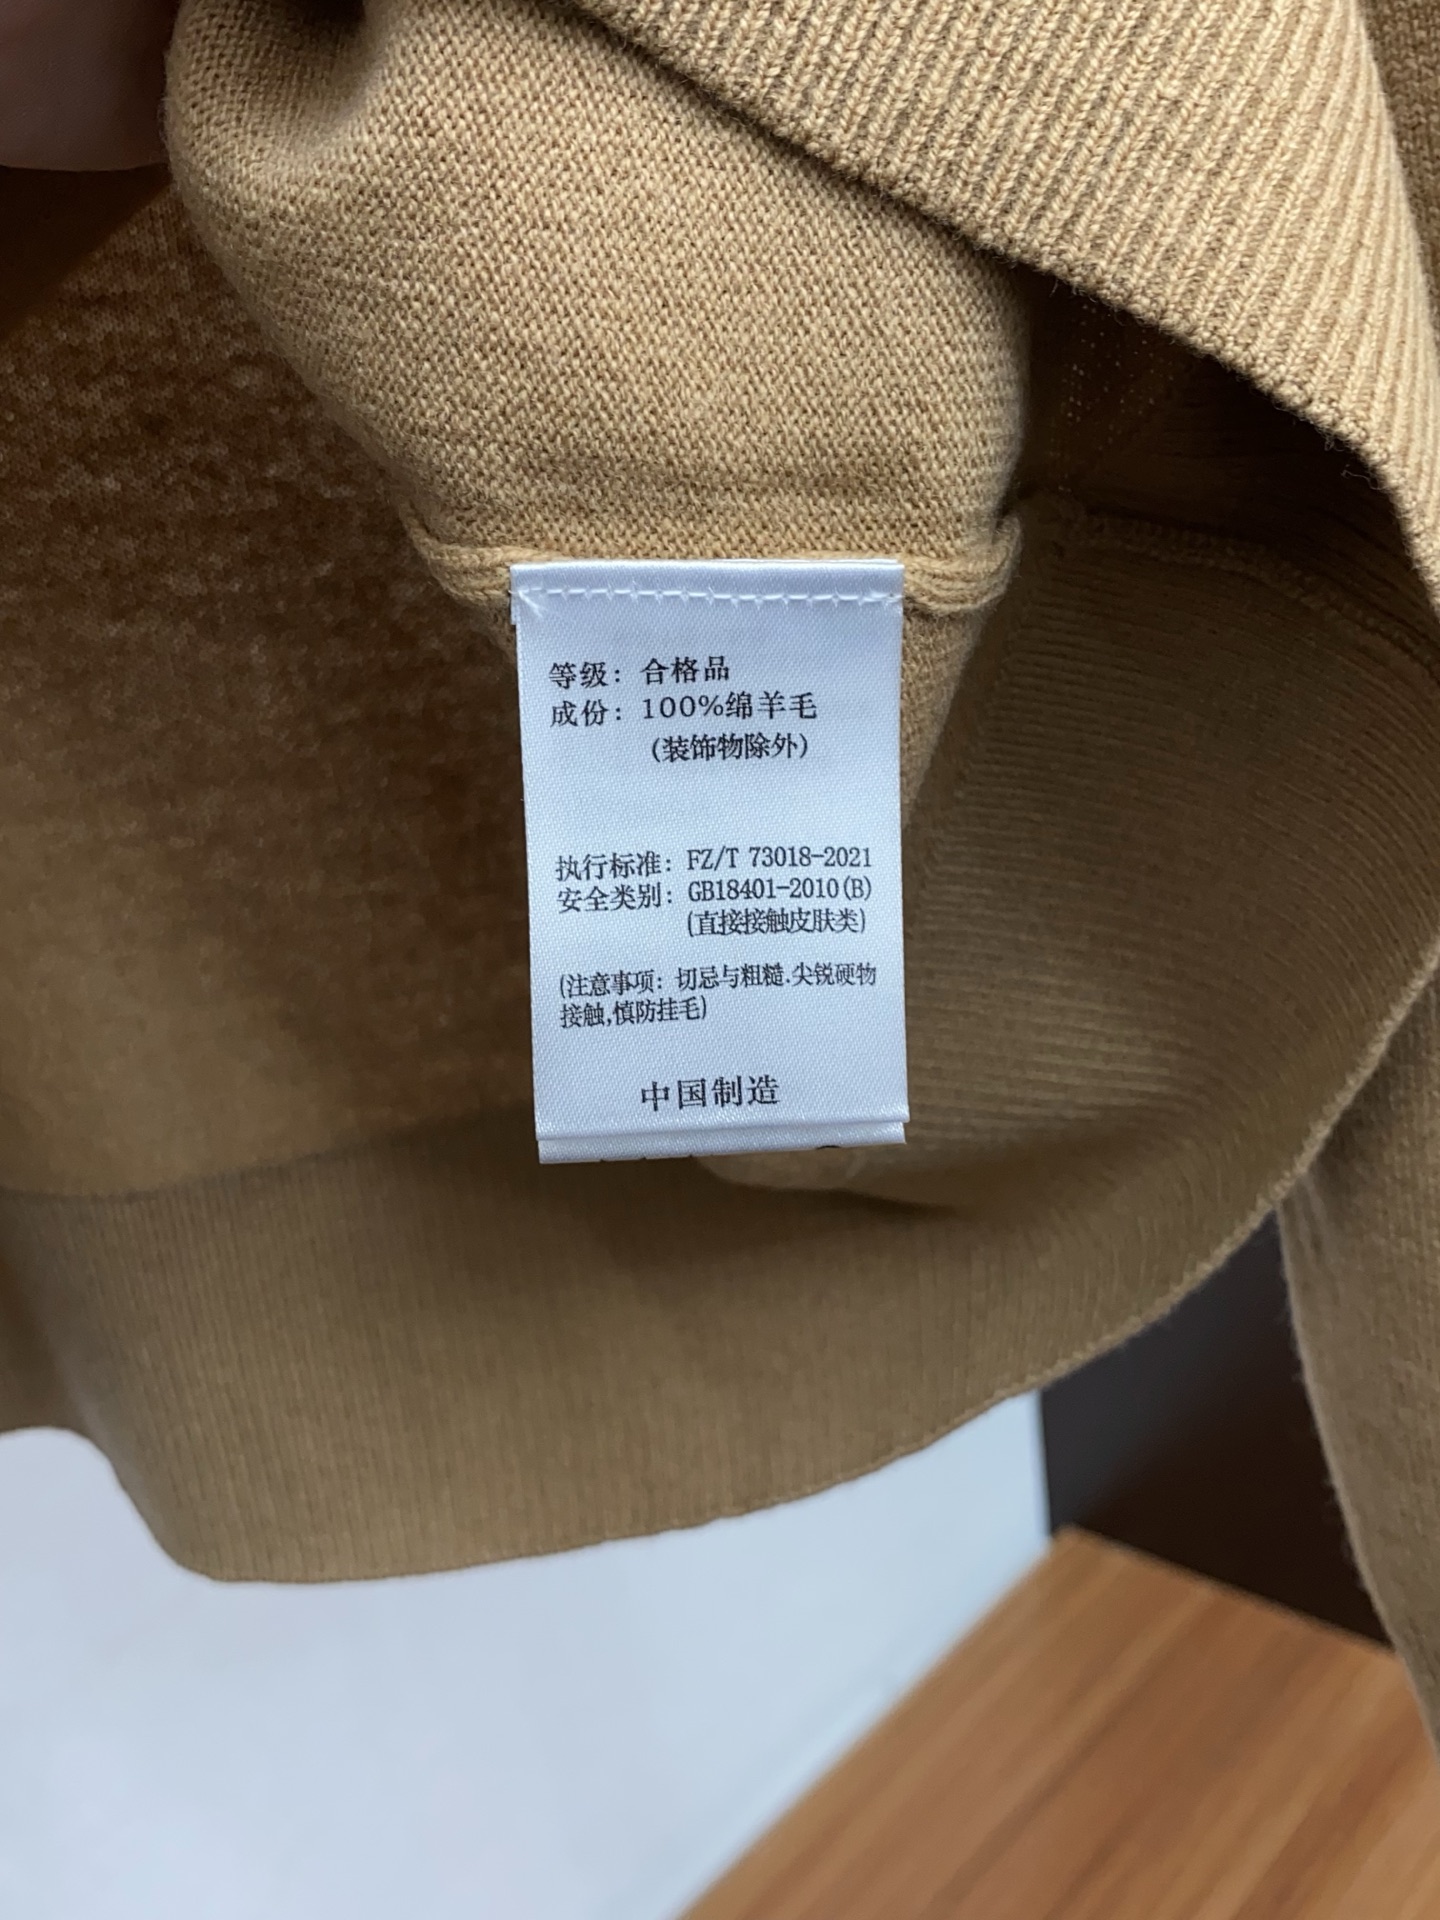 等级：合格品
成份：100%绵羊毛
(装饰物除外)
执行标准：FZ/T 73018-2021
安全类别：GB18401-2010(B)
(直接接触皮肤类)
(注意事项：切忌与粗糙.尖锐硬物
接触,慎防挂毛)
中国制造